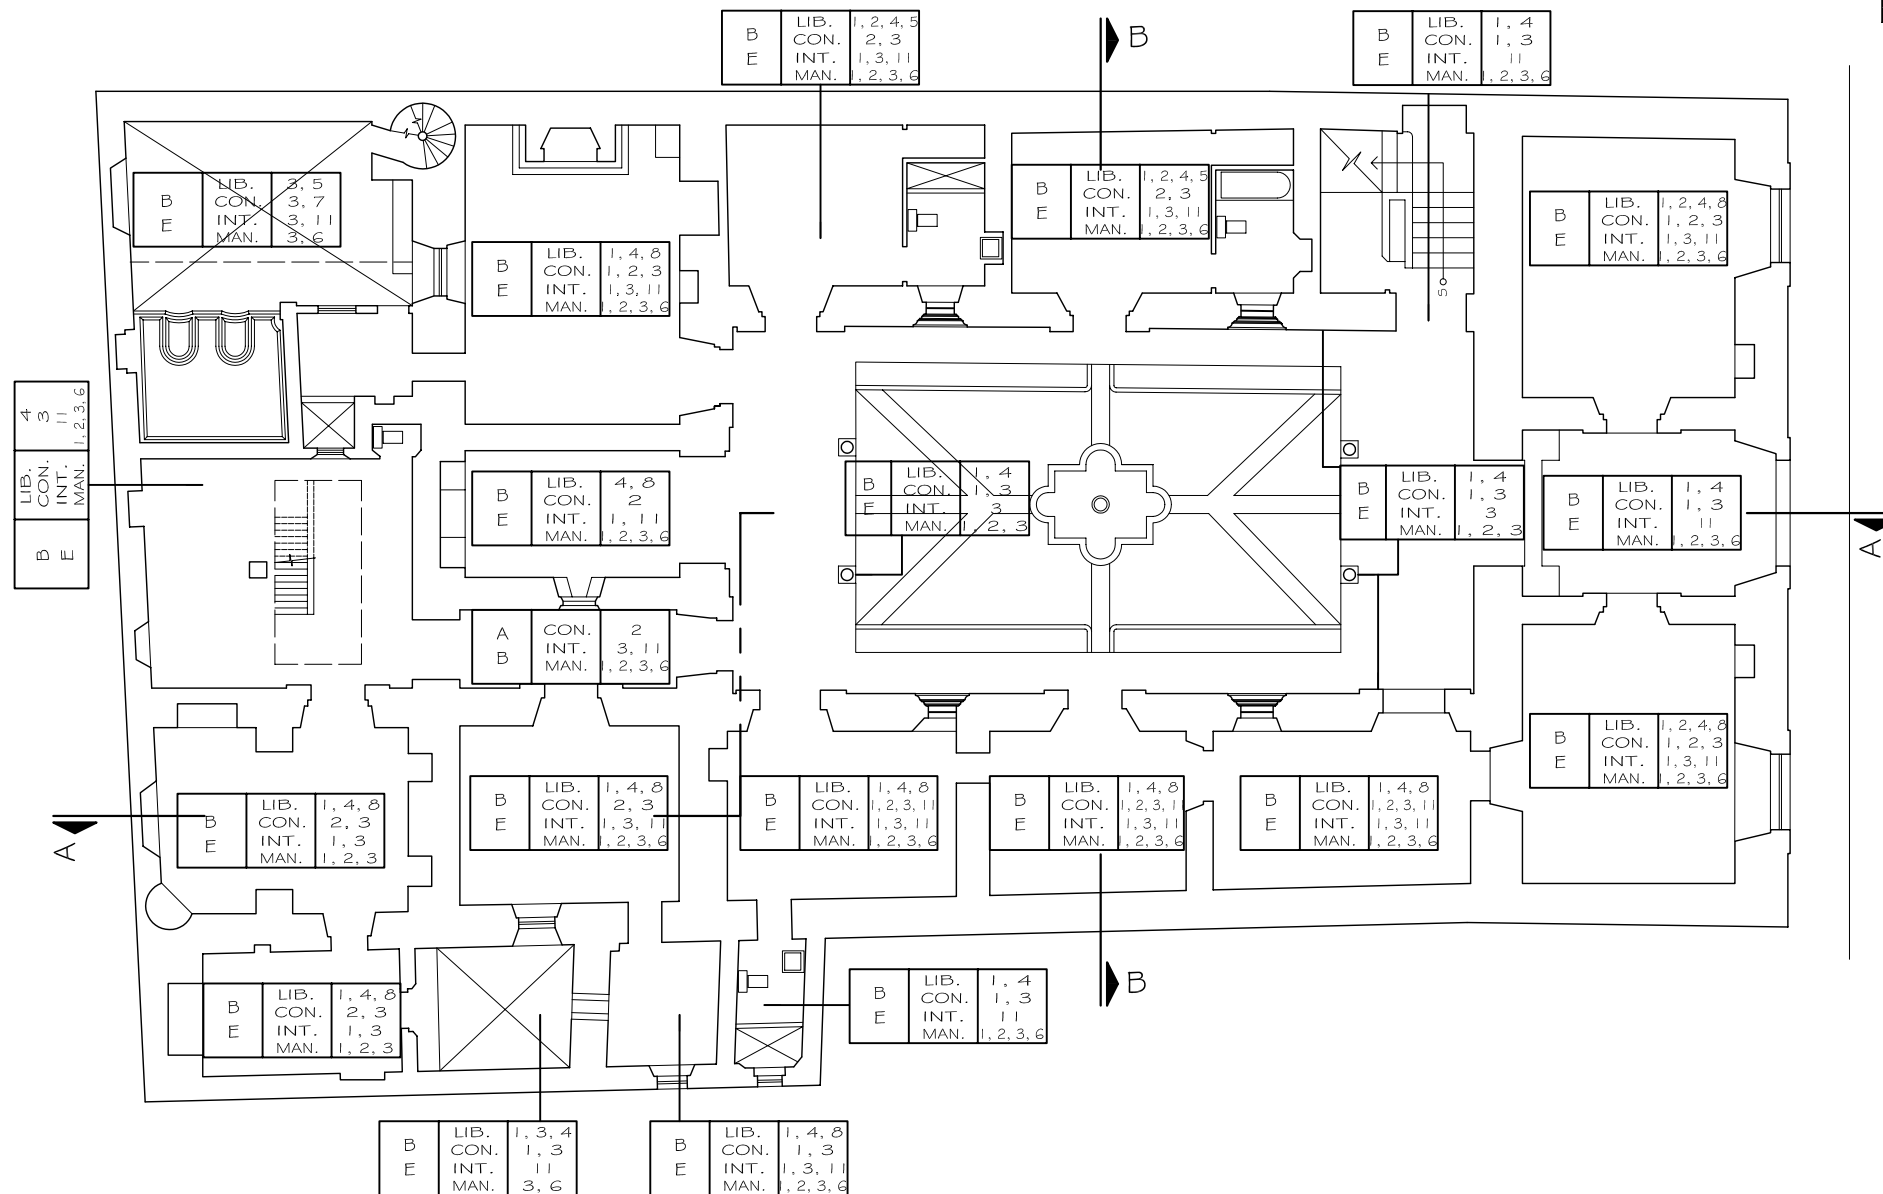 B E
LIB. 1, 2, 4, 5
CON. 2, 3
INT. 1, 3, 11
MAN. 1, 2, 3, 6
B
B E
LIB. 1, 4
CON. 1, 3
INT. 11
MAN. 1, 2, 3, 6
B E
LIB. 3, 5
CON. 3, 7
INT. 3, 11
MAN. 3, 6
B E
LIB. 1, 4, 8
CON. 1, 2, 3
INT. 1, 3, 11
MAN. 1, 2, 3, 6
B E
LIB. 1, 2, 4, 5
CON. 2, 3
INT. 1, 3, 11
MAN. 1, 2, 3, 6
S
B E
LIB. 1, 2, 4, 8
CON. 1, 2, 3
INT. 1, 3, 11
MAN. 1, 2, 3, 6
B E
LIB. 4
CON. 3
INT. 11
MAN. 1, 2, 3, 6
B E
LIB. 4, 8
CON. 2
INT. 1, 11
MAN. 1, 2, 3, 6
B E
LIB. 1, 4
CON. 1, 3
INT. 3
MAN. 1, 2, 3
B E
LIB. 1, 4
CON. 1, 3
INT. 3
MAN. 1, 2, 3
B E
LIB. 1, 4
CON. 1, 3
INT. 11
MAN. 1, 2, 3, 6
A
A B
CON. 2
INT. 3, 11
MAN. 1, 2, 3, 6
B E
LIB. 1, 2, 4, 8
CON. 1, 2, 3
INT. 1, 3, 11
MAN. 1, 2, 3, 6
A
B E
LIB. 1, 4, 8
CON. 2, 3
INT. 1, 3
MAN. 1, 2, 3
B E
LIB. 1, 4, 8
CON. 2, 3
INT. 1, 3, 11
MAN. 1, 2, 3, 6
B E
LIB. 1, 4, 8
CON. 1, 2, 3, 11
INT. 1, 3, 11
MAN. 1, 2, 3, 6
B E
LIB. 1, 4, 8
CON. 1, 2, 3, 11
INT. 1, 3, 11
MAN. 1, 2, 3, 6
B E
LIB. 1, 4, 8
CON. 1, 2, 3, 11
INT. 1, 3, 11
MAN. 1, 2, 3, 6
B E
LIB. 1, 4, 8
CON. 2, 3
INT. 1, 3
MAN. 1, 2, 3
B E
LIB. 1, 4
CON. 1, 3
INT. 11
MAN. 1, 2, 3, 6
B
B E
LIB. 1, 3, 4
CON. 1, 3
INT. 11
MAN. 3, 6
B E
LIB. 1, 4, 8
CON. 1, 3
INT. 1, 3, 11
MAN. 1, 2, 3, 6